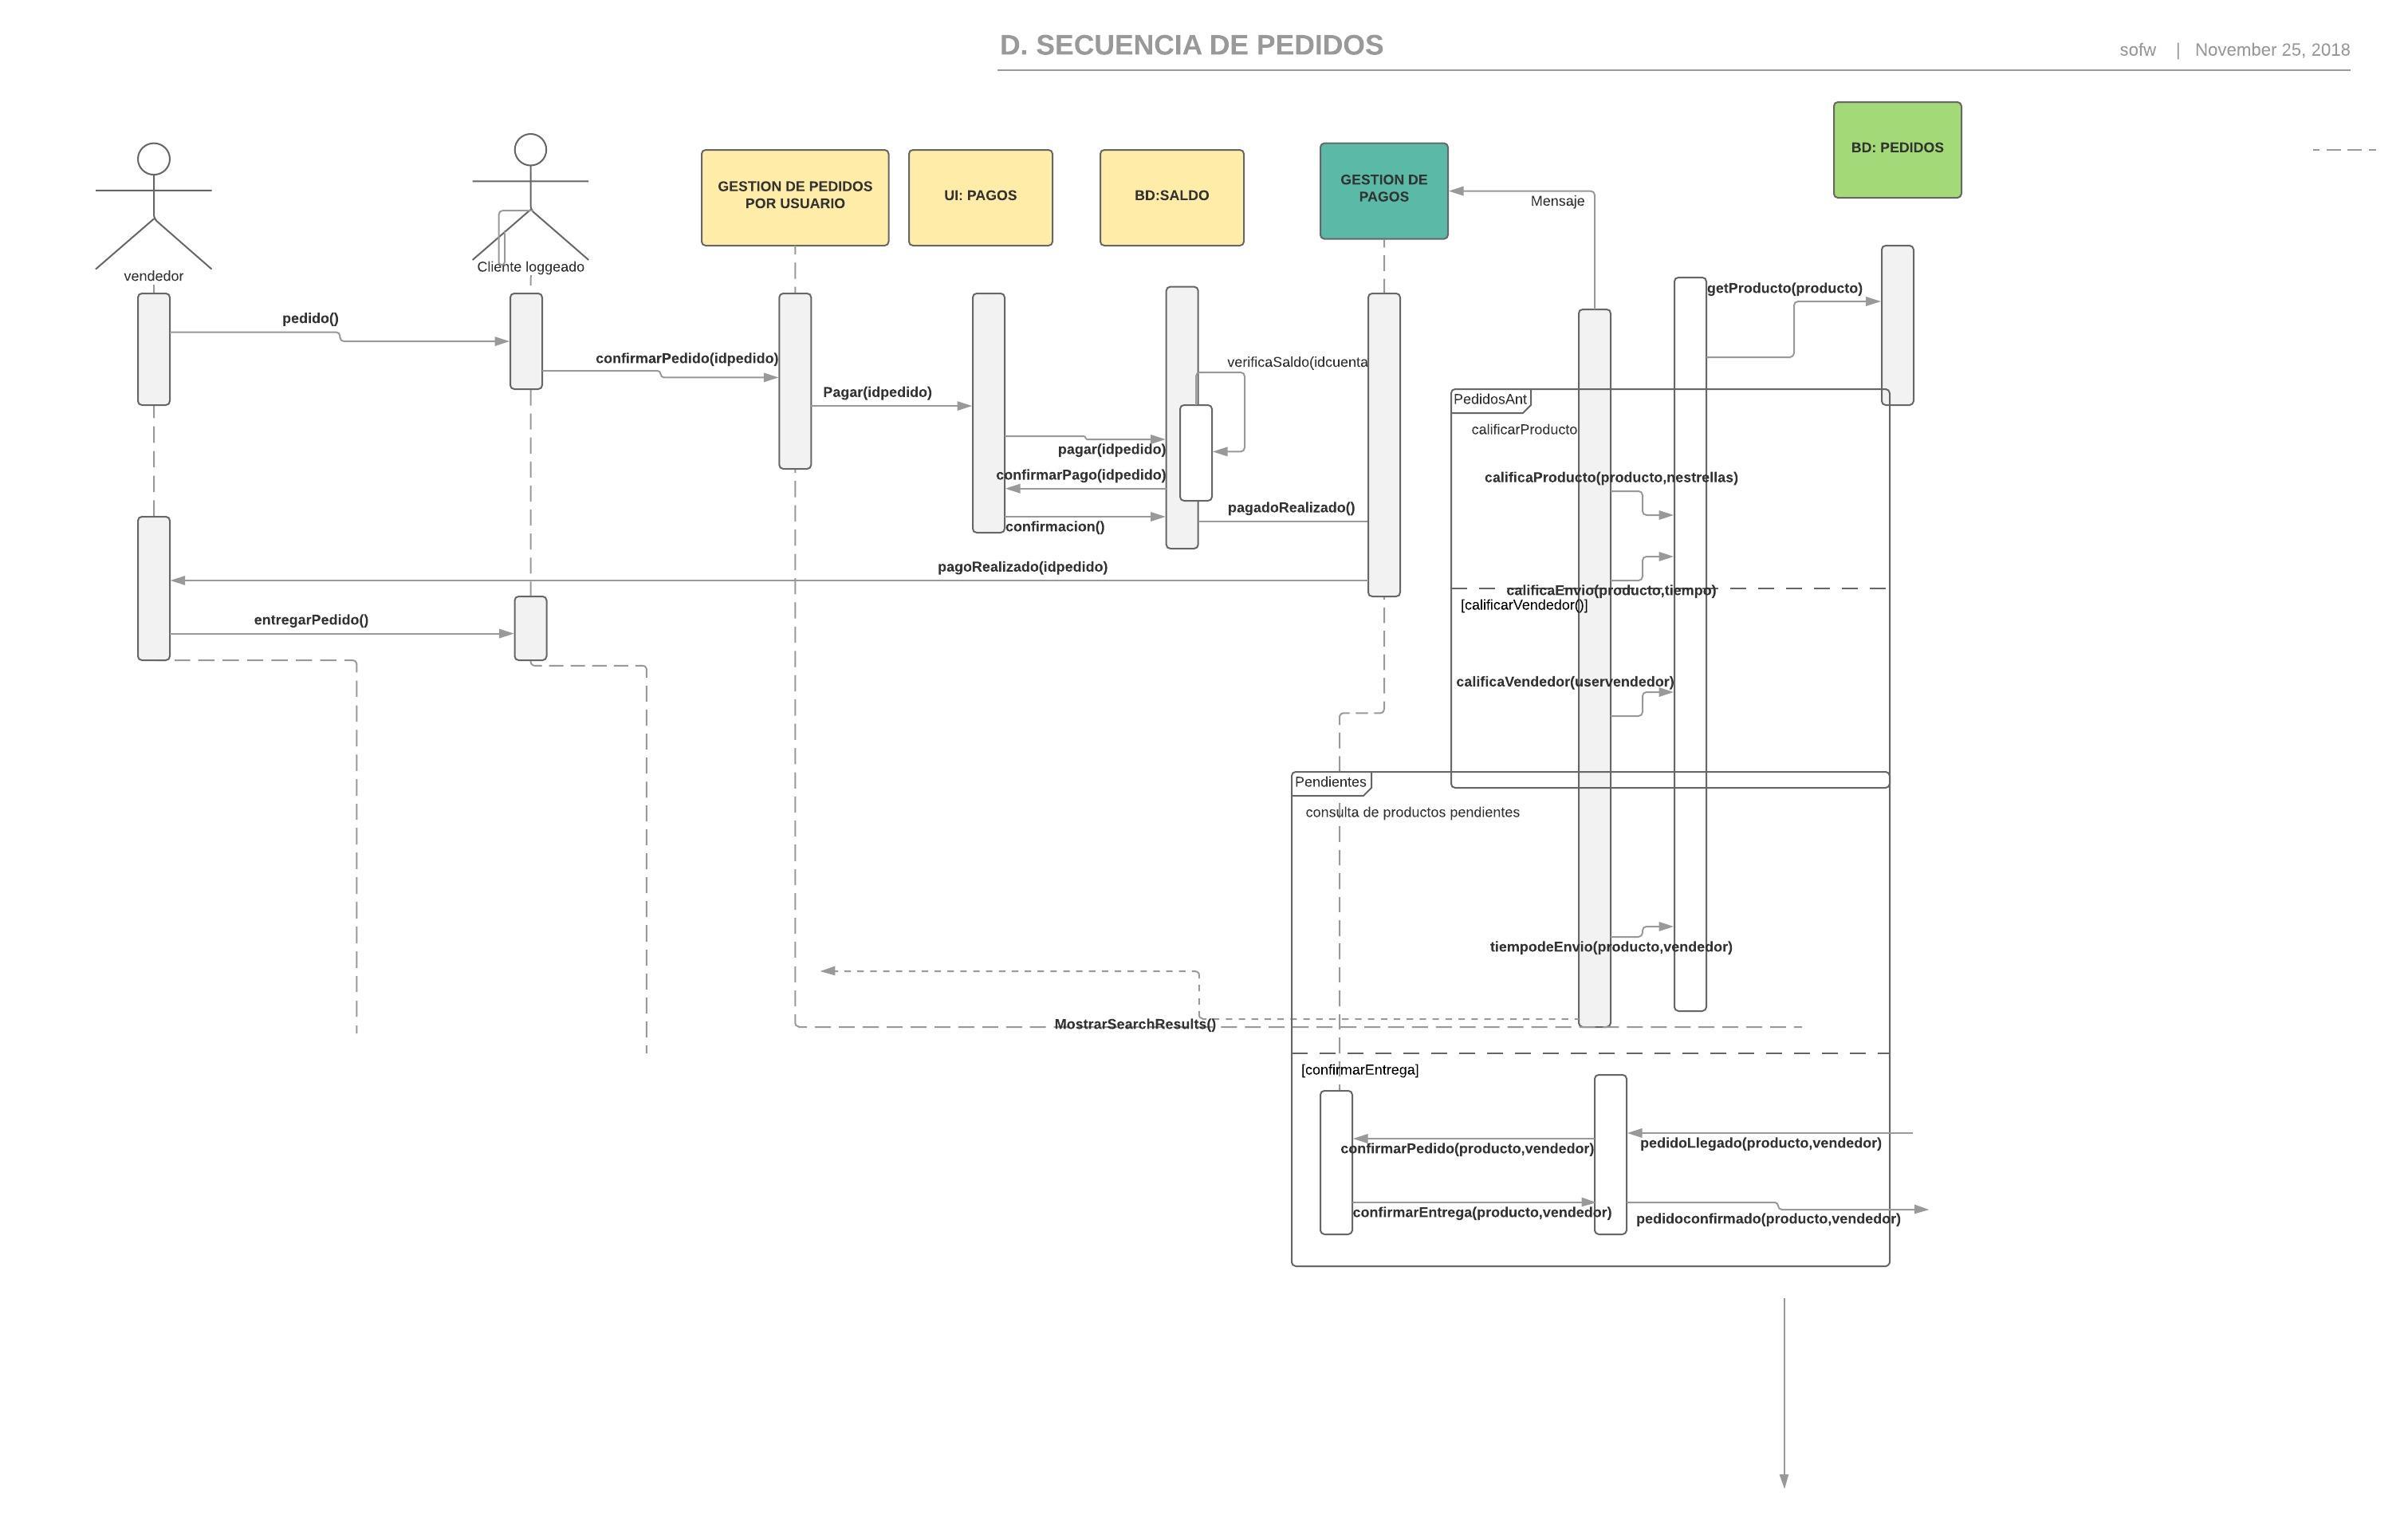 D. SECUENCIA DE PEDIDOS
sofw | November 25, 2018
BD: PEDIDOS
GESTION DE PEDIDOS
POR USUARIO
UI: PAGOS
BD:SALDO
GESTION DE
PAGOS
Mensaje
vendedor
Cliente loggeado
getProducto(producto)
pedido()
confirmarPedido(idpedido)
verificaSaldo(idcuenta
Pagar(idpedido)
PedidosAnt
calificarProducto
pagar(idpedido)
confirmarPago(idpedido)
calificaProducto(producto,nestrellas)
pagadoRealizado()
confirmacion()
pagoRealizado(idpedido)
calificaEnvio(producto,tiempo)
[calificarVendedor()]
entregarPedido()
calificaVendedor(uservendedor)
Pendientes
consulta de productos pendientes
tiempodeEnvio(producto,vendedor)
MostrarSearchResults()
[confirmarEntrega]
confirmarPedido(producto,vendedor)
pedidoLlegado(producto,vendedor)
confirmarEntrega(producto,vendedor)
pedidoconfirmado(producto,vendedor)